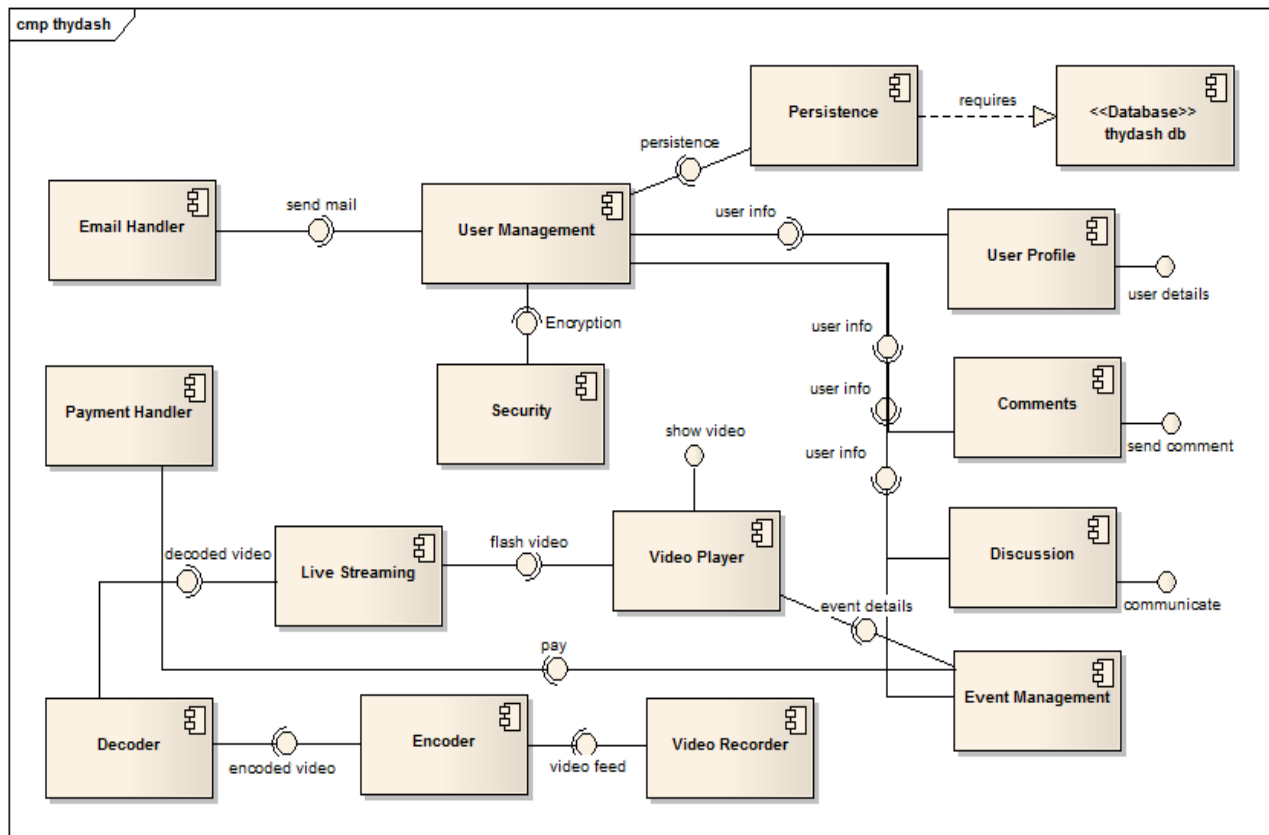 cmp thydash
Persistence
requires
<<Database>>
thydash db
persistence
Email Handler
send mail
User Management
user info
User Profile
user details
Encryption
user info
Payment Handler
Security
user info
Comments
send comment
show video
user info
decoded video
Live Streaming
flash video
Video Player
Discussion
event details
communicate
pay
Event Management
Decoder
encoded video
Encoder
video feed
Video Recorder